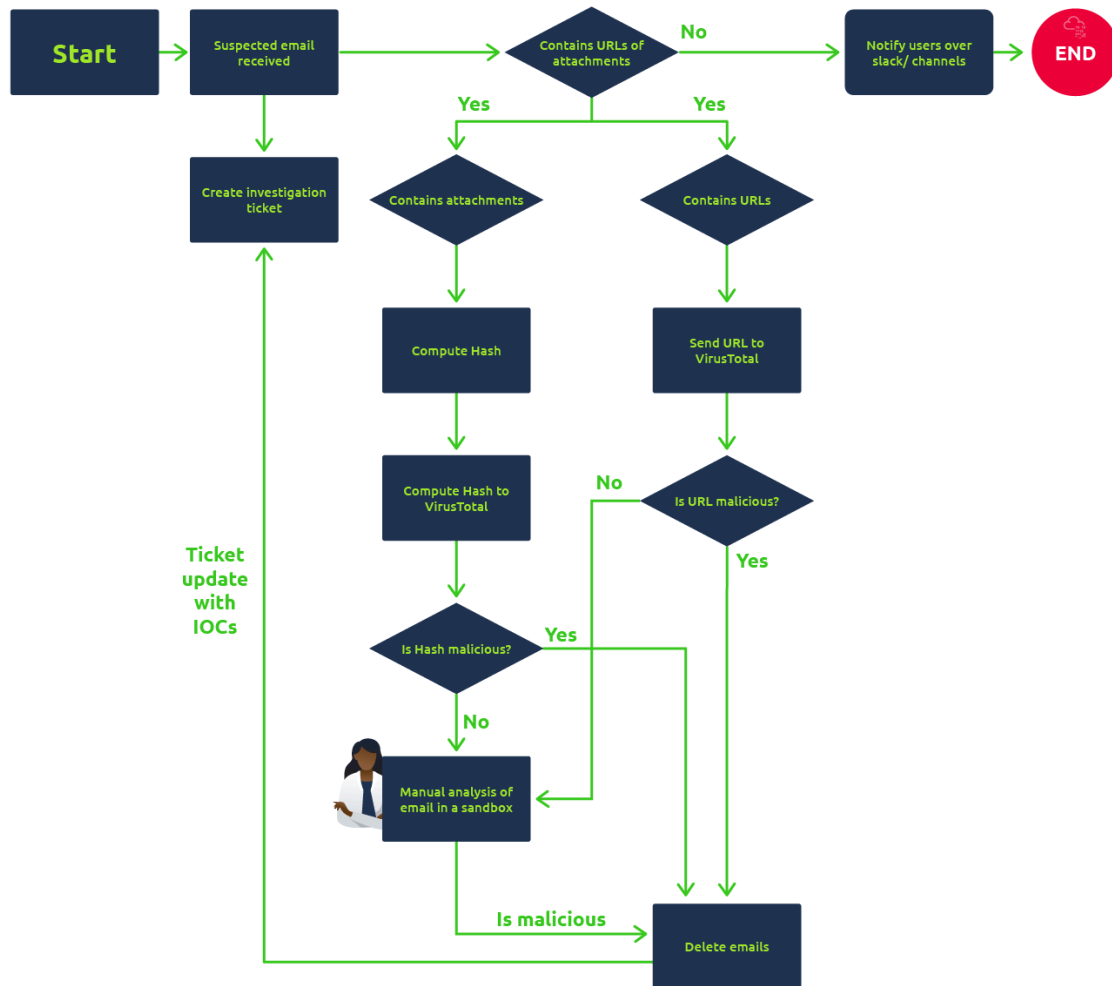 Start
Suspected email
received
Contains URLs of
attachments
No
Notify users over
slack/ channels
END
Yes
Yes
Create investigation
ticket
Contains attachments
Contains URLs
Compute Hash
Send URL to
VirusTotal
Compute Hash to
VirusTotal
No
Is URL malicious?
Yes
Ticket
update
with
IOCs
Is Hash malicious?
Yes
No
Manual analysis of
email in a sandbox
Is malicious
Delete emails